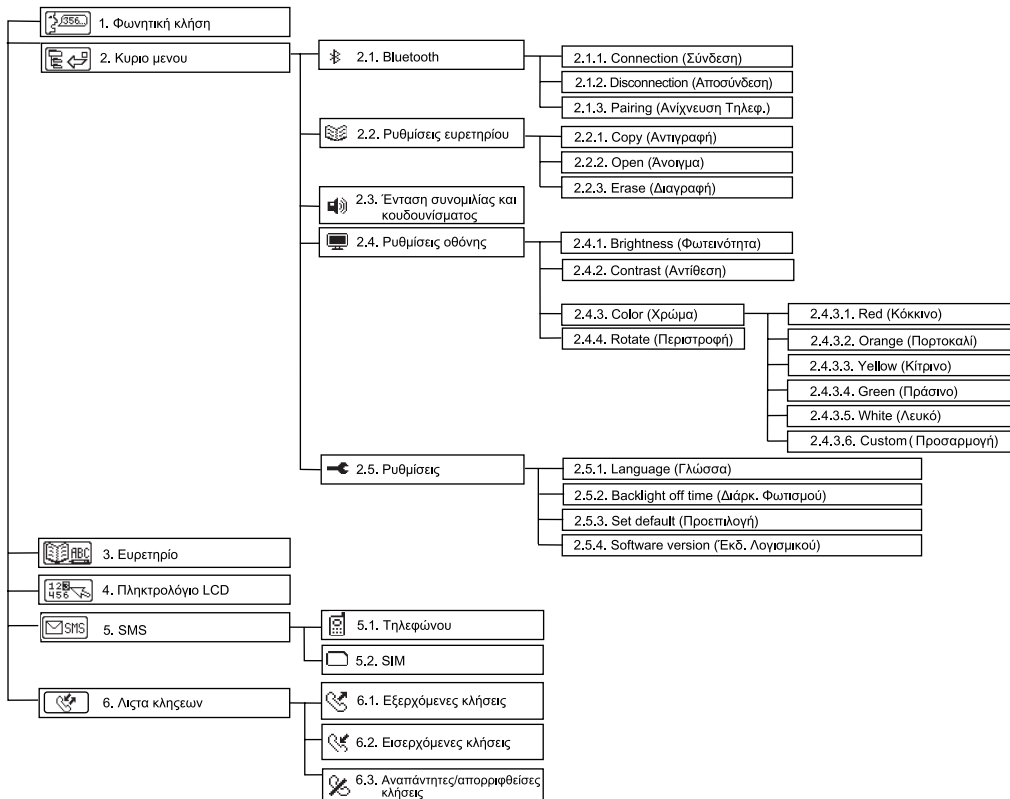 1. Φωνητική κλήση
2. Κυριο μενου
2.1. Bluetooth
2.1.1. Connection (Σύνδεση)
2.1.2. Disconnection (Αποσύνδεση)
2.1.3. Pairing (Ανίχνευση Τηλεφ.)
2.2. Ρυθμίσεις ευρετηρίου
2.2.1. Copy (Αντιγραφή)
2.2.2. Open (Άνοιγμα)
2.2.3. Erase (Διαγραφή)
2.3. Ένταση συνομιλίας και
κουδουνίσματος
2.4. Ρυθμίσεις οθόνης
2.4.1. Brightness (Φωτεινότητα)
2.4.2. Contrast (Αντίθεση)
2.4.3. Color (Χρώμα)
2.4.3.1. Red (Κόκκινο)
2.4.3.2. Orange (Πορτοκαλί)
2.4.3.3. Yellow (Κίτρινο)
2.4.3.4. Green (Πράσινο)
2.4.3.5. White (Λευκό)
2.4.3.6. Custom ( Προσαρμογή)
2.4.4. Rotate (Περιστροφή)
2.5. Ρυθμίσεις
2.5.1. Language (Γλώσσα)
2.5.2. Backlight off time (Διάρκ. Φωτισμού)
2.5.3. Set default (Προεπιλογή)
2.5.4. Software version (Έκδ. Λογισμικού)
ABC
3. Ευρετηρίο
123
456
4. Πληκτρολόγιο LCD
SMS
5. SMS
5.1. Τηλεφώνου
5.2. SIM
6. Λιςτα κληςεων
6.1. Εξερχόμενες κλήσεις
6.2. Εισερχόμενες κλήσεις
6.3. Αναπάντητες/απορριφθείσες
κλήσεις